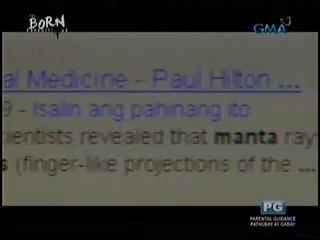 BORN
GMA
al Medicine - Paul Hilton ...
9 - Isalin ang pahinang ito
cientists revealed that manta ray
s (finger-like projections of the ...
PG
PARENTAL GUIDANCE
PATNUBAY AT GABAY